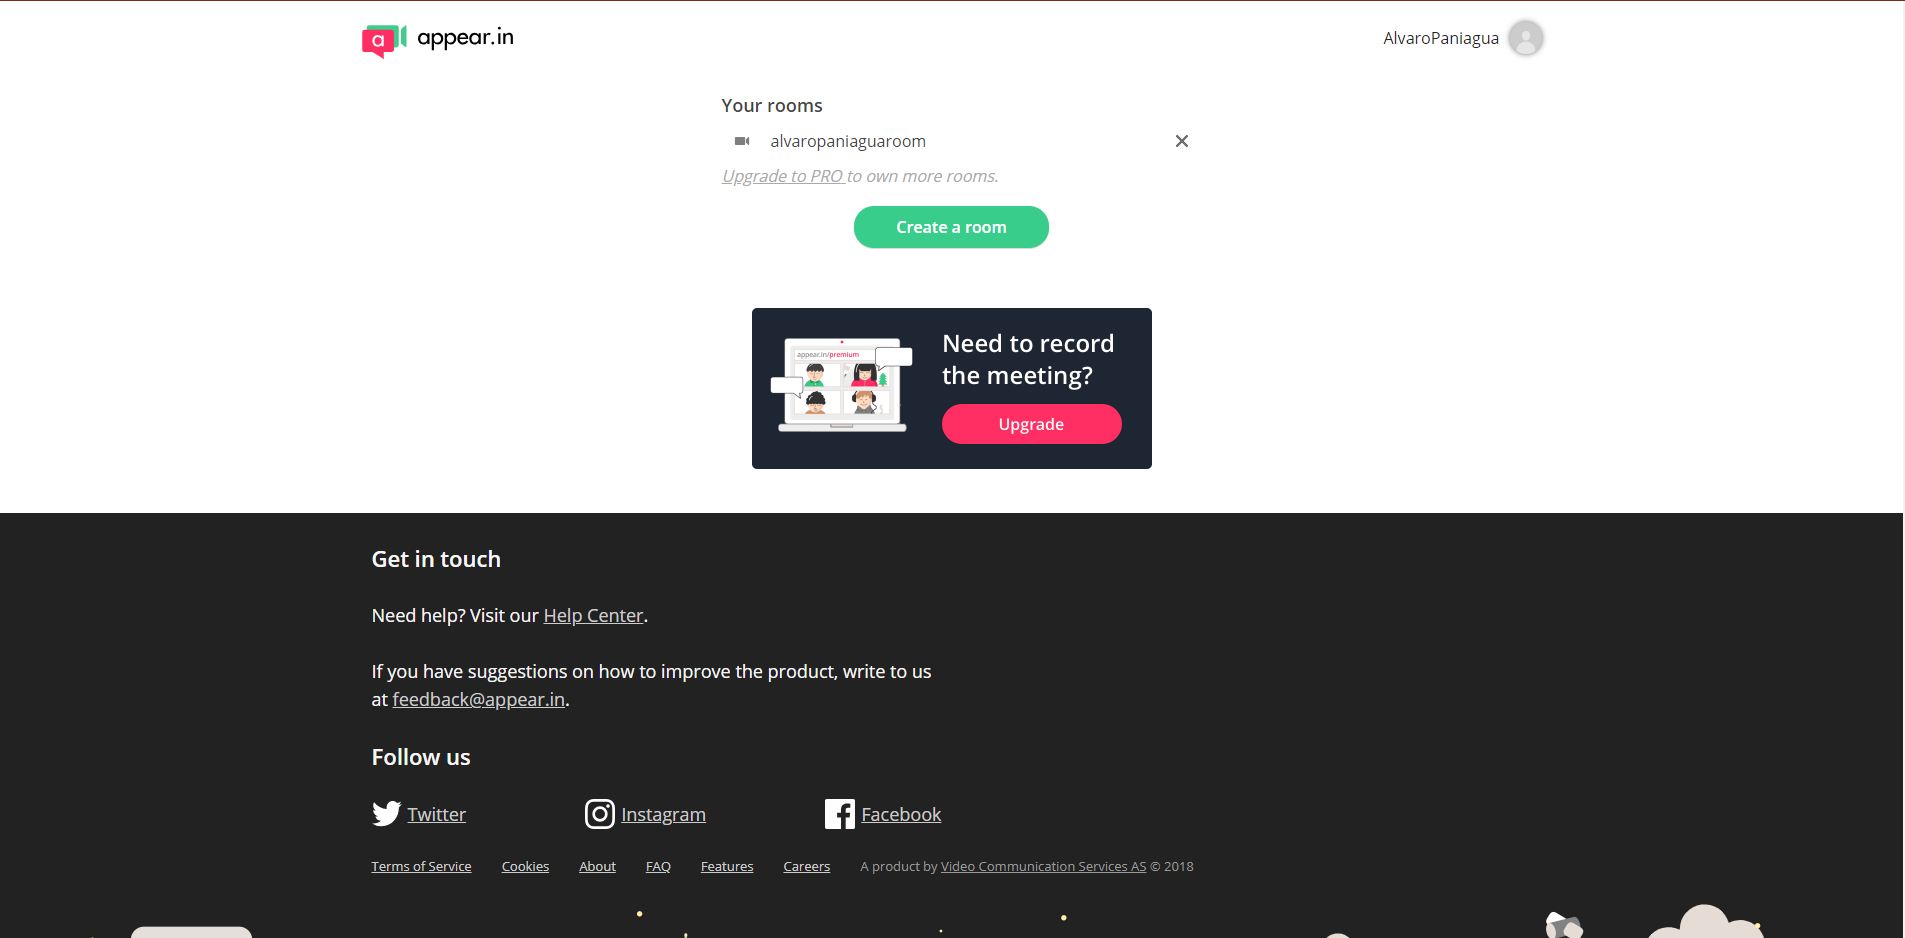 a appear.in
AlvaroPaniagua
Your rooms
alvaropaniaguaroom
Upgrade to PRO to own more rooms.
Create a room
appear.in/premium
Need to record
the meeting?
Upgrade
Get in touch
Need help? Visit our Help Center.
If you have suggestions on how to improve the product, write to us
at feedback@appear.in.
Follow us
Twitter
Instagram
Facebook
Terms of Service Cookies About FAQ Features Careers A product by Video Communication Services AS © 2018